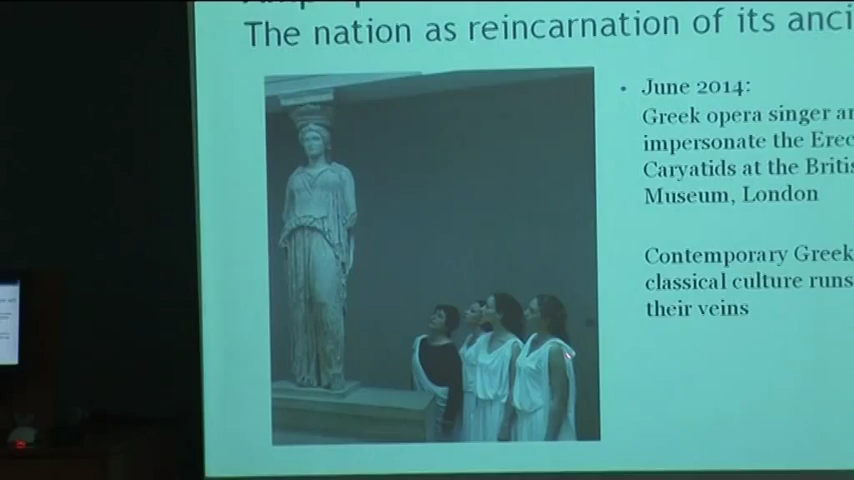 The nation as reincarnation of its anci
• June 2014:
Greek opera singer an
impersonate the Erec
Caryatids at the Britis
Museum, London
Contemporary Greek
classical culture runs
their veins